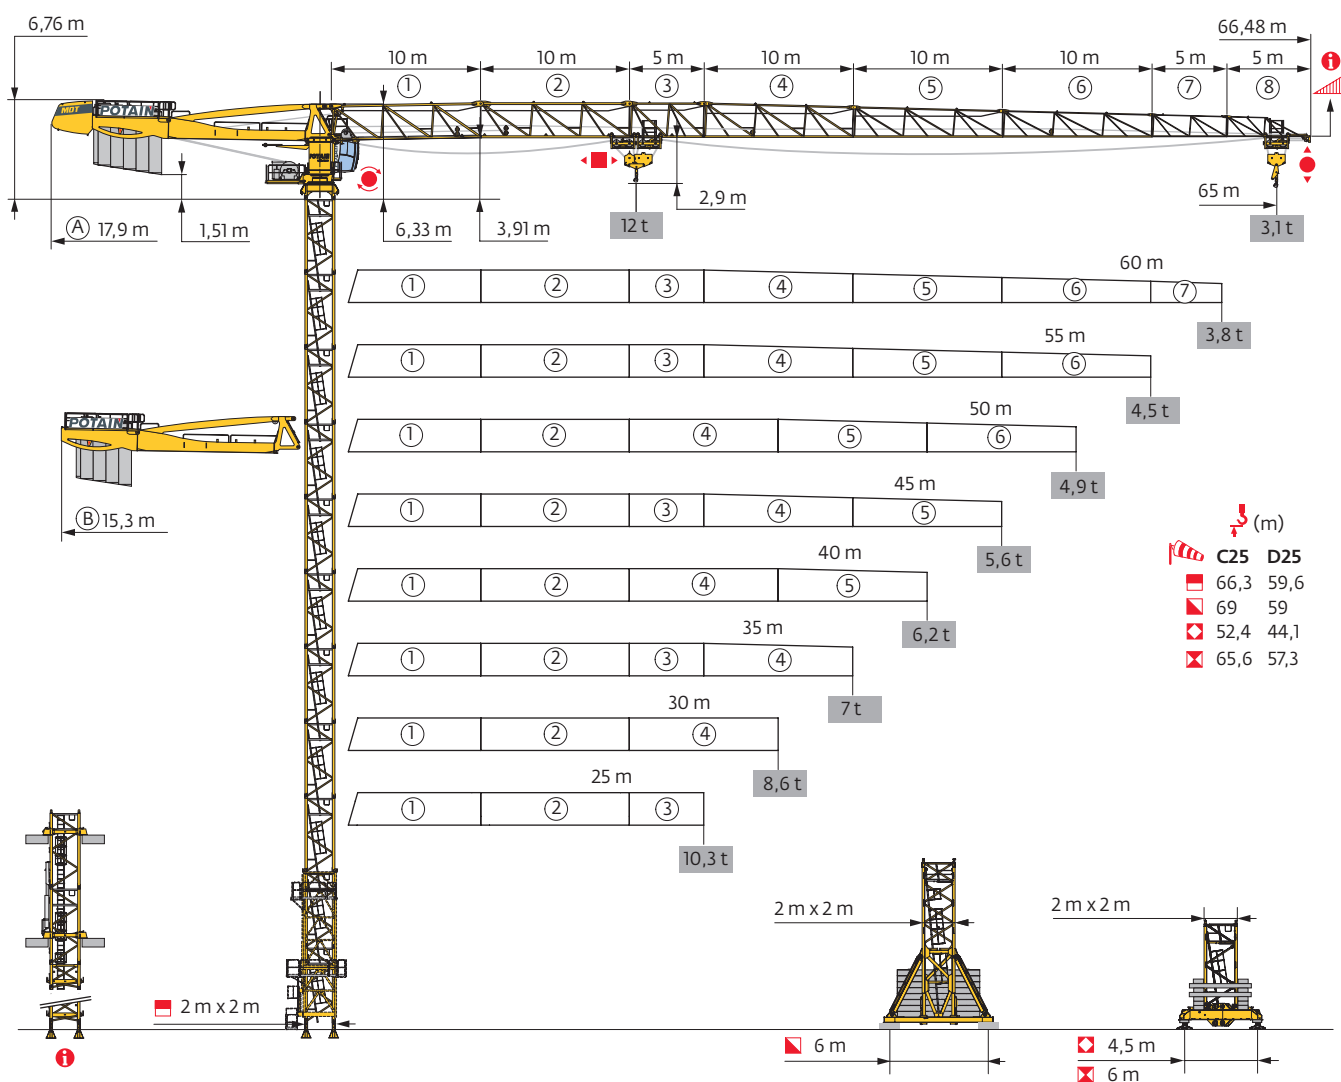 6,76 m
66,48 m
10 m 10 m 5 m 10 m 10 m 10 m 5 m 5 m
1 2 3 4 5 6 7 8
i
MDT POTAIN
POTAIN
A 17,9 m
1,51 m
6,33 m
3,91 m
2,9 m
12 t
65 m
3,1 t
60 m
1 2 3 4 5 6 7
3,8 t
55 m
1 2 3 4 5 6
4,5 t
POTAIN
50 m
1 2 4 5 6
4,9 t
B 15,3 m
45 m
1 2 3 4 5
5,6 t
(m)
C25 D25
66,3 59,6
69 59
52,4 44,1
65,6 57,3
40 m
1 2 4 5
6,2 t
35 m
1 2 3 4
7 t
30 m
1 2 4
8,6 t
25 m
1 2 3
10,3 t
2 m x 2 m
2 m x 2 m
2 m x 2 m
i
6 m
4,5 m
6 m